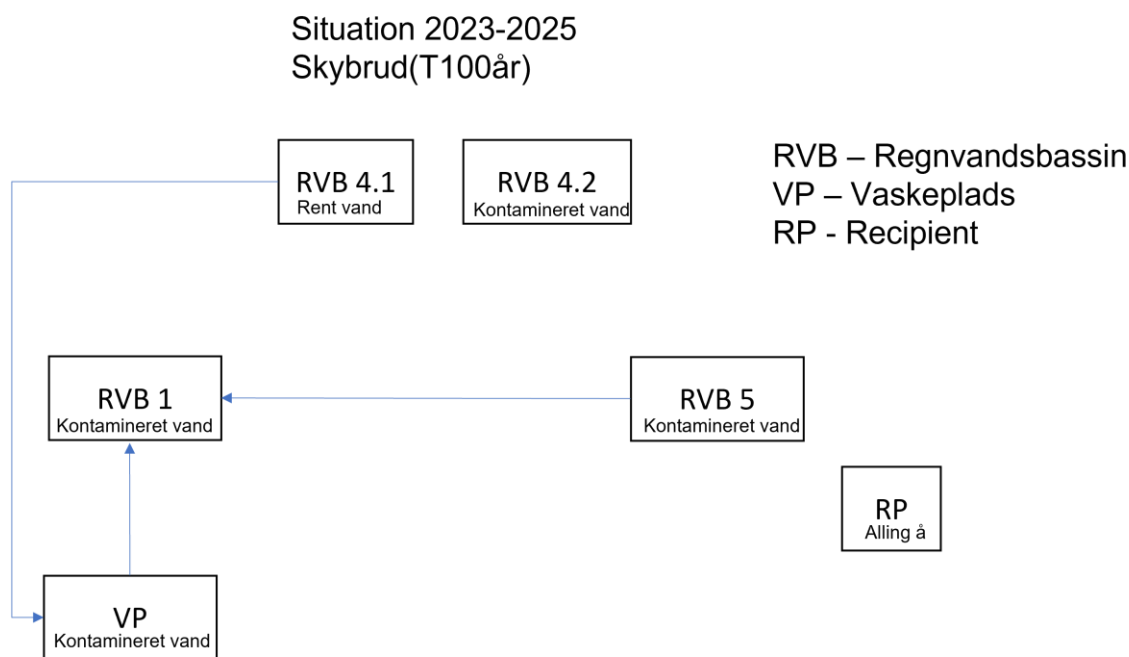 Situation 2023-2025
Skybrud(T100år)
RVB 4.1
Rent vand
RVB 4.2
Kontamineret vand
RVB – Regnvandsbassin
VP – Vaskeplads
RP - Recipient
RVB 1
Kontamineret vand
RVB 5
Kontamineret vand
RP
Alling å
VP
Kontamineret vand